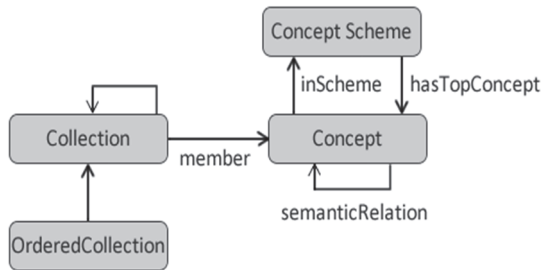 Concept Scheme
inScheme
hasTopConcept
Collection
member
Concept
semanticRelation
OrderedCollection